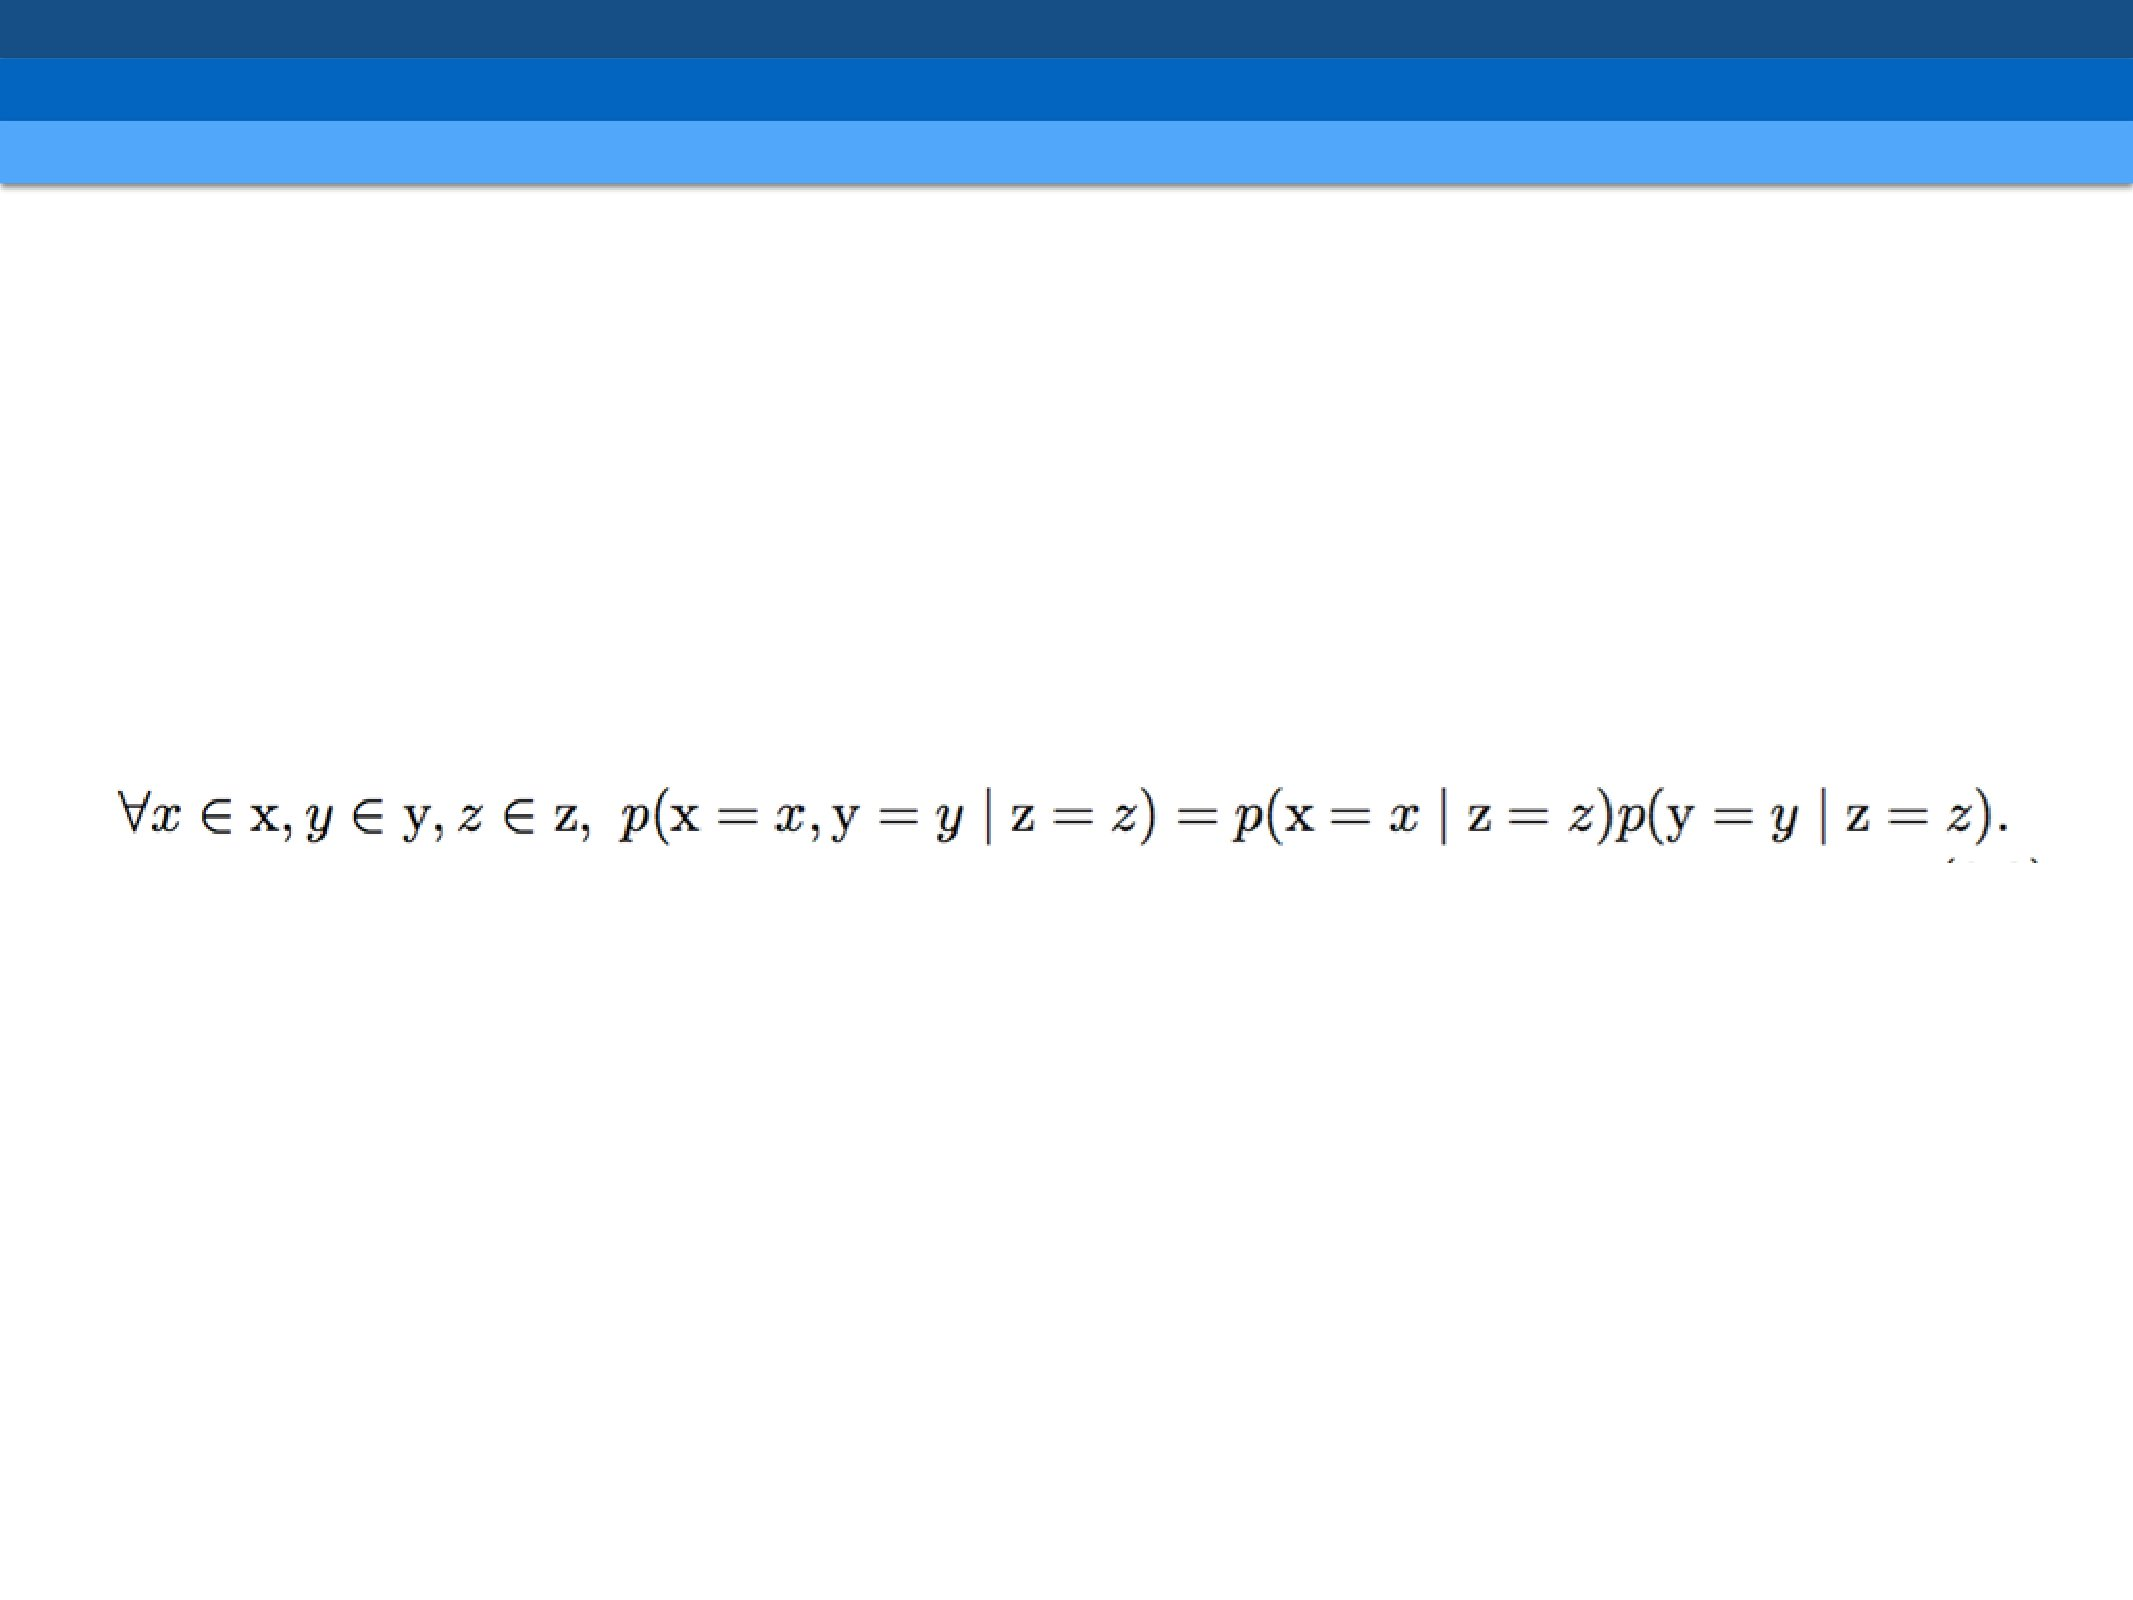 ∀x ∈ x, y ∈ y, z ∈ z, p(x = x, y = y | z = z) = p(x = x | z = z)p(y = y | z = z).